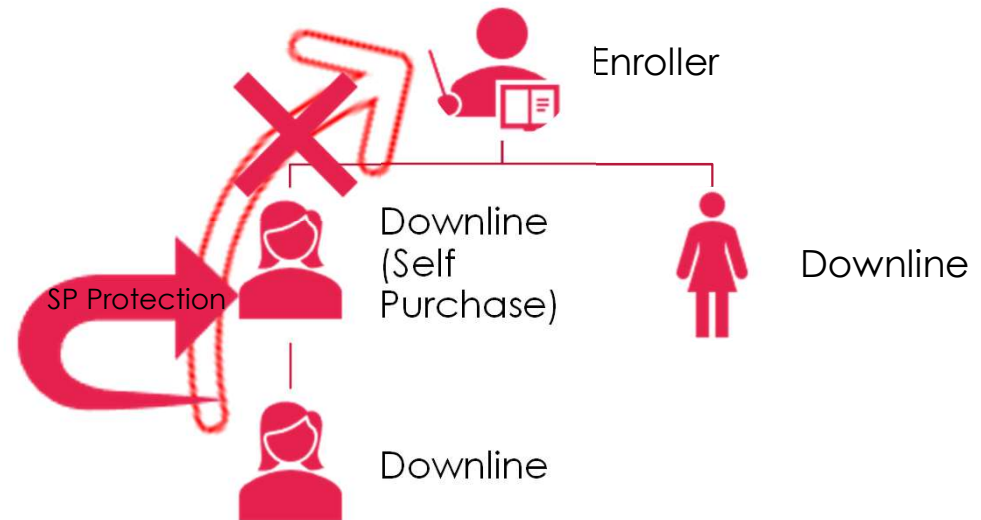 Enroller
Downline
(Self
Purchase)
Downline
SP Protection
Downline